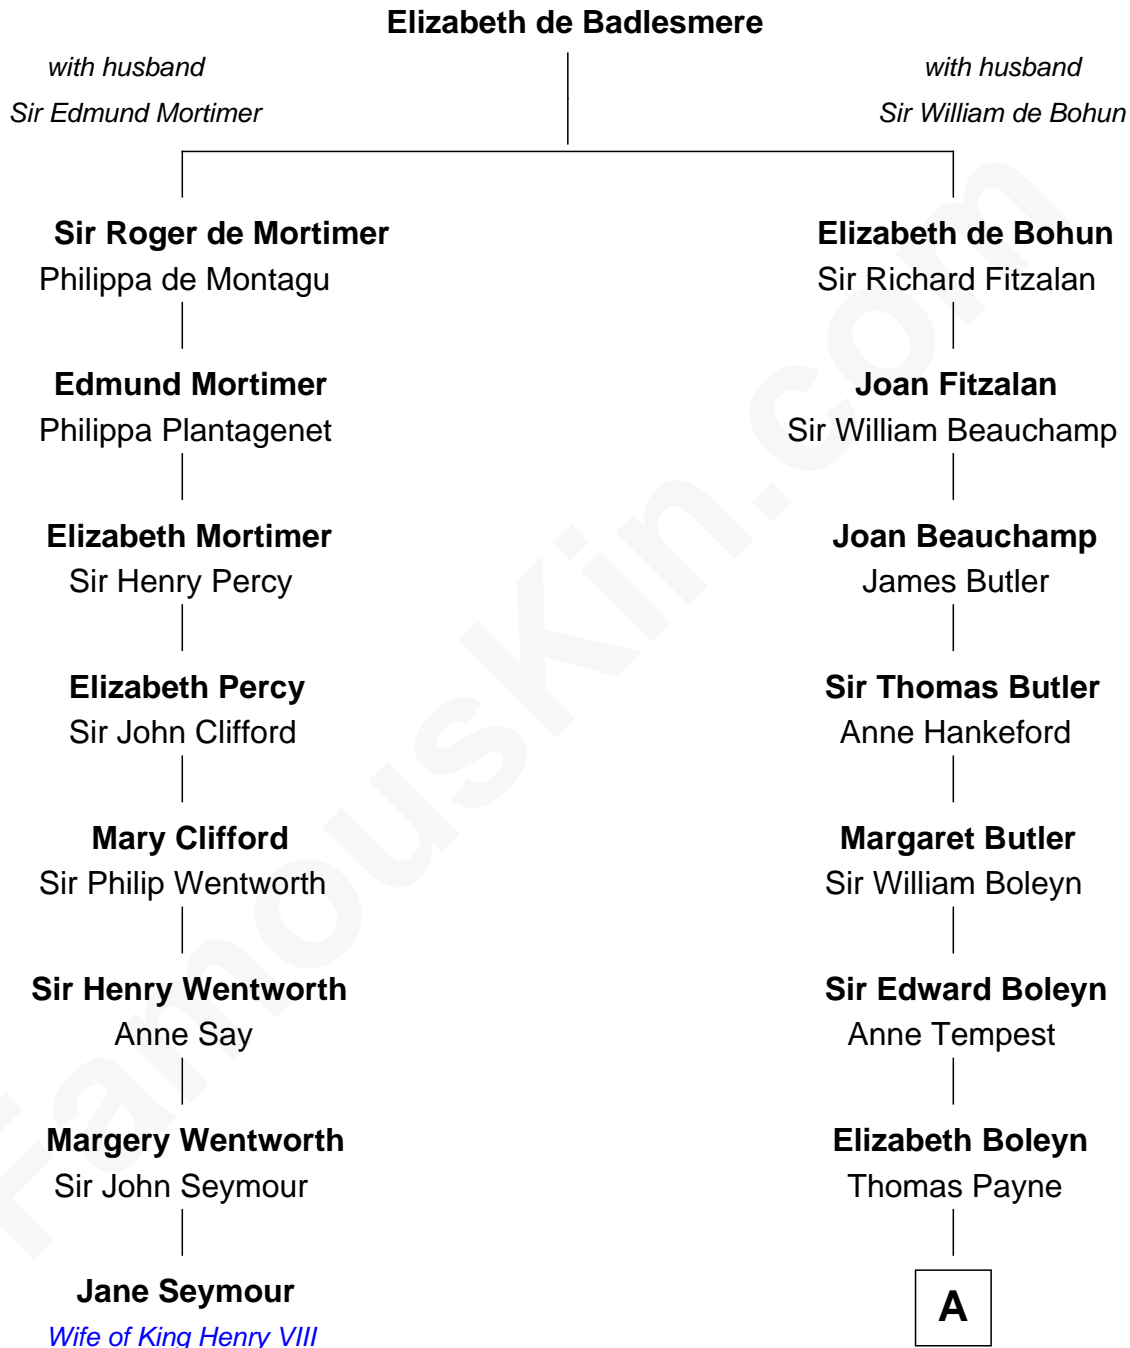 Elizabeth de Badlesmere
with husband
Sir Edmund Mortimer
with husband
Sir William de Bohun
Sir Roger de Mortimer
Philippa de Montagu
Elizabeth de Bohun
Sir Richard Fitzalan
Edmund Mortimer
Philippa Plantagenet
Joan Fitzalan
Sir William Beauchamp
Elizabeth Mortimer
Sir Henry Percy
Joan Beauchamp
James Butler
Elizabeth Percy
Sir John Clifford
Sir Thomas Butler
Anne Hankeford
Mary Clifford
Sir Philip Wentworth
Margaret Butler
Sir William Boleyn
Sir Henry Wentworth
Anne Say
Sir Edward Boleyn
Anne Tempest
Margery Wentworth
Sir John Seymour
Elizabeth Boleyn
Thomas Payne
Jane Seymour
Wife of King Henry VIII
A
FamousKin.com